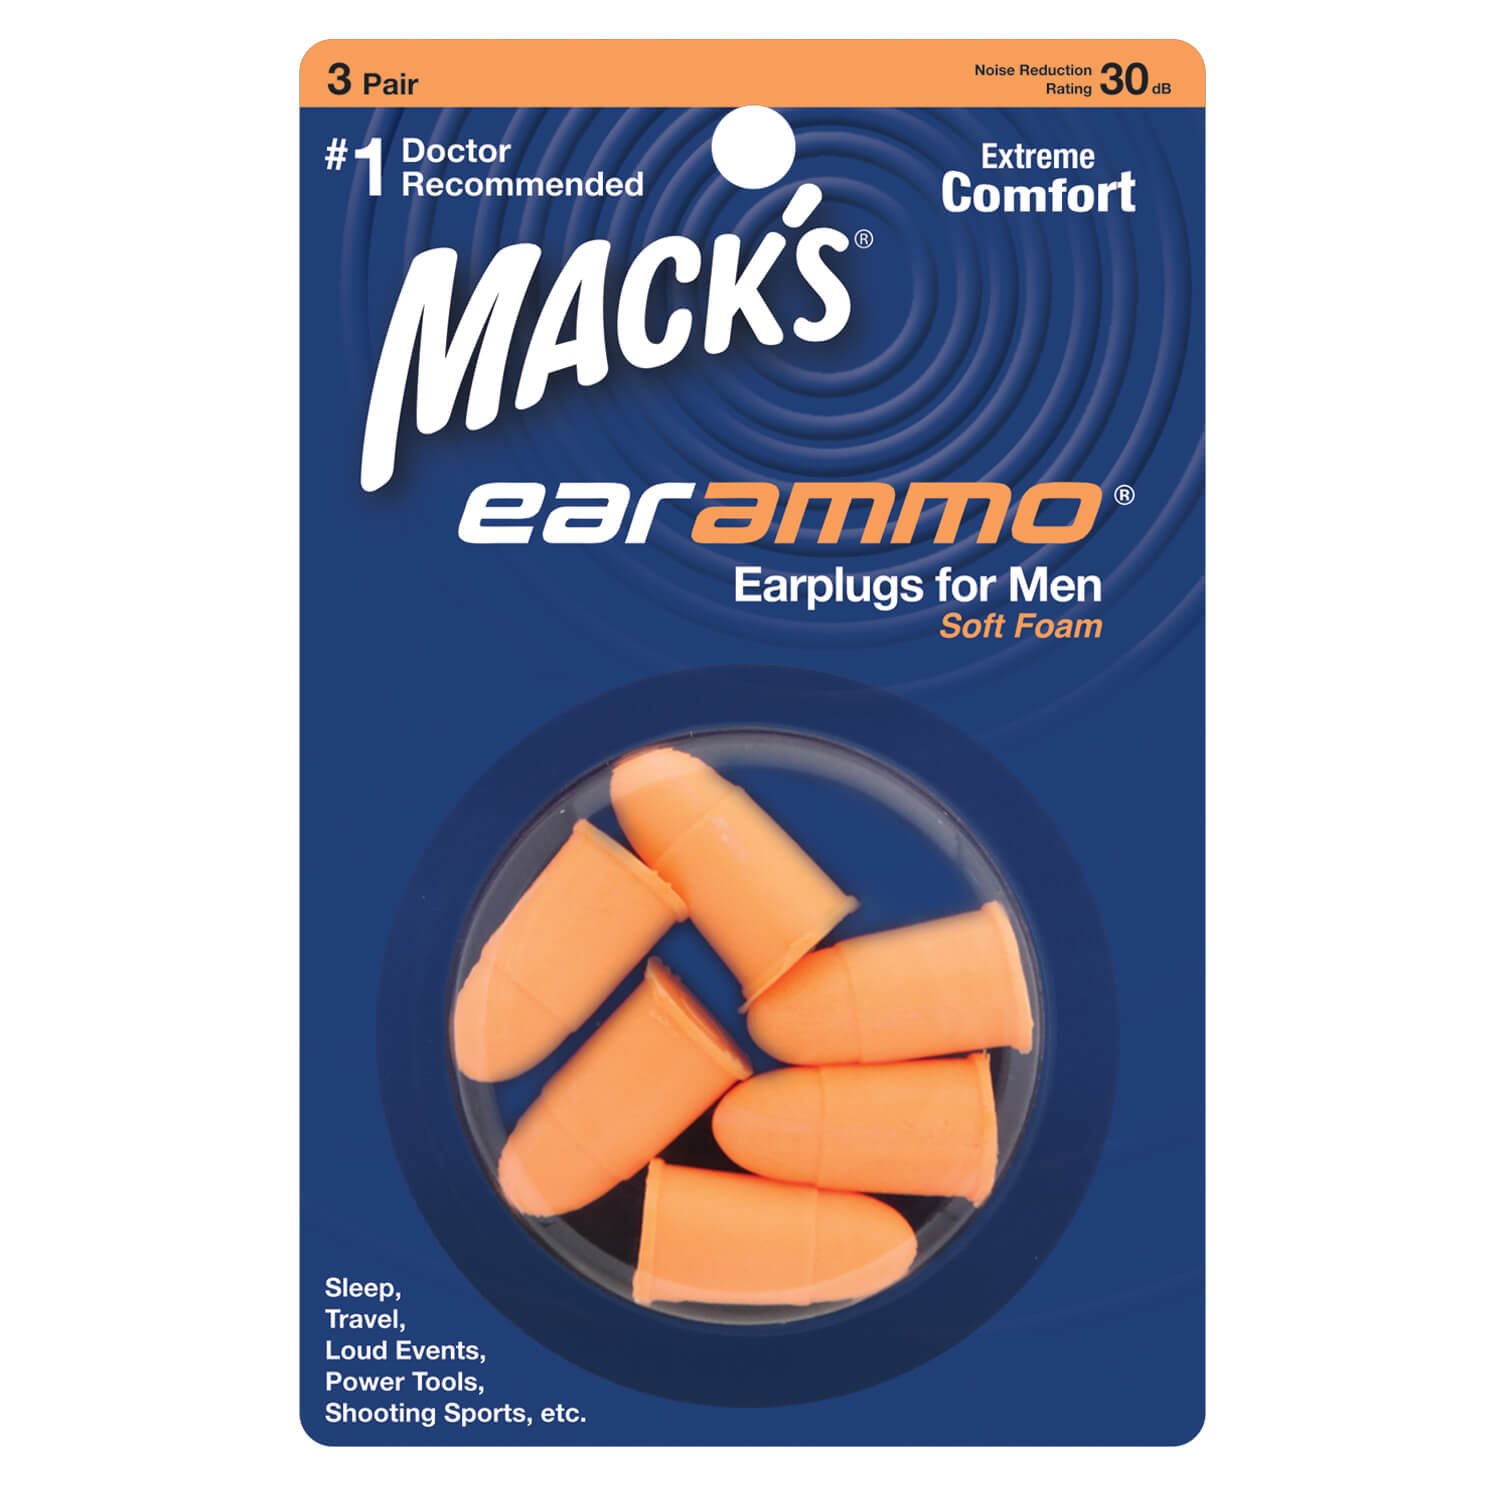 3 Pair
Noise Reduction
Rating 30 dB
#1 Doctor
Recommended
Extreme
Comfort
MACK'S®
earammo®
Earplugs for Men
Soft Foam
Sleep,
Travel,
Loud Events,
Power Tools,
Shooting Sports, etc.